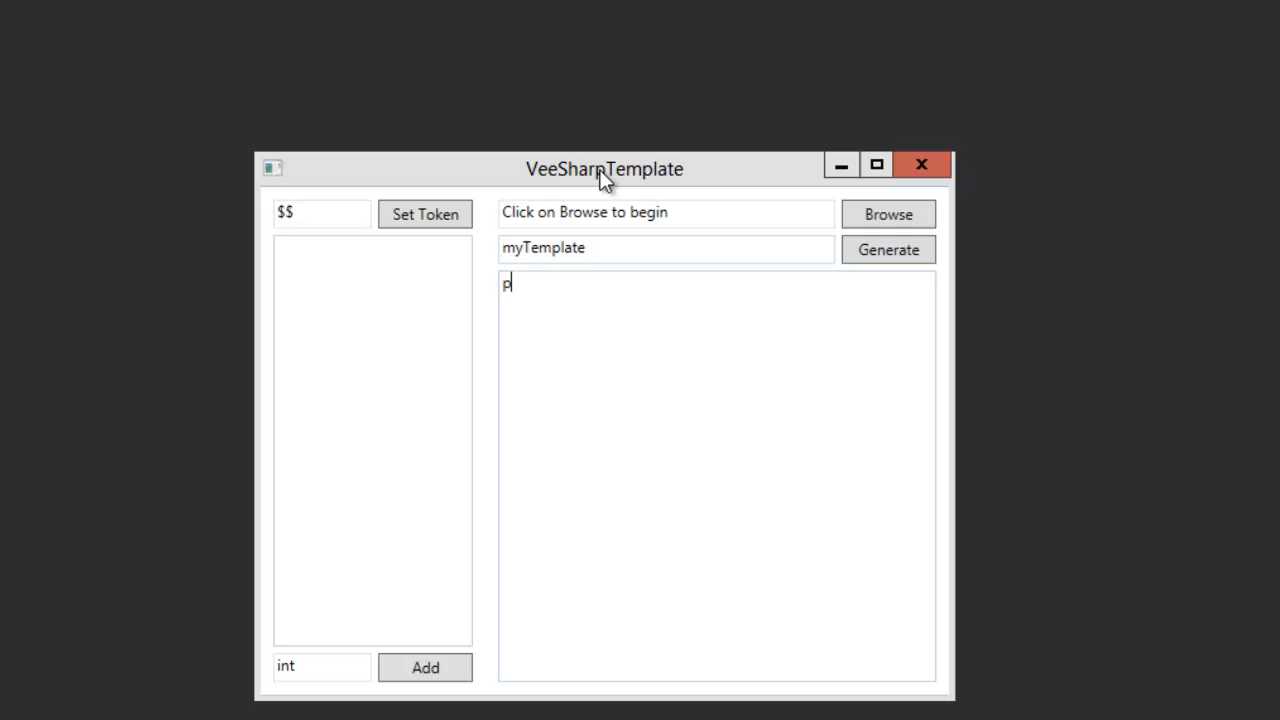 VeeSharpTemplate
$$ Set Token Click on Browse to begin Browse
myTemplate Generate
p
int Add